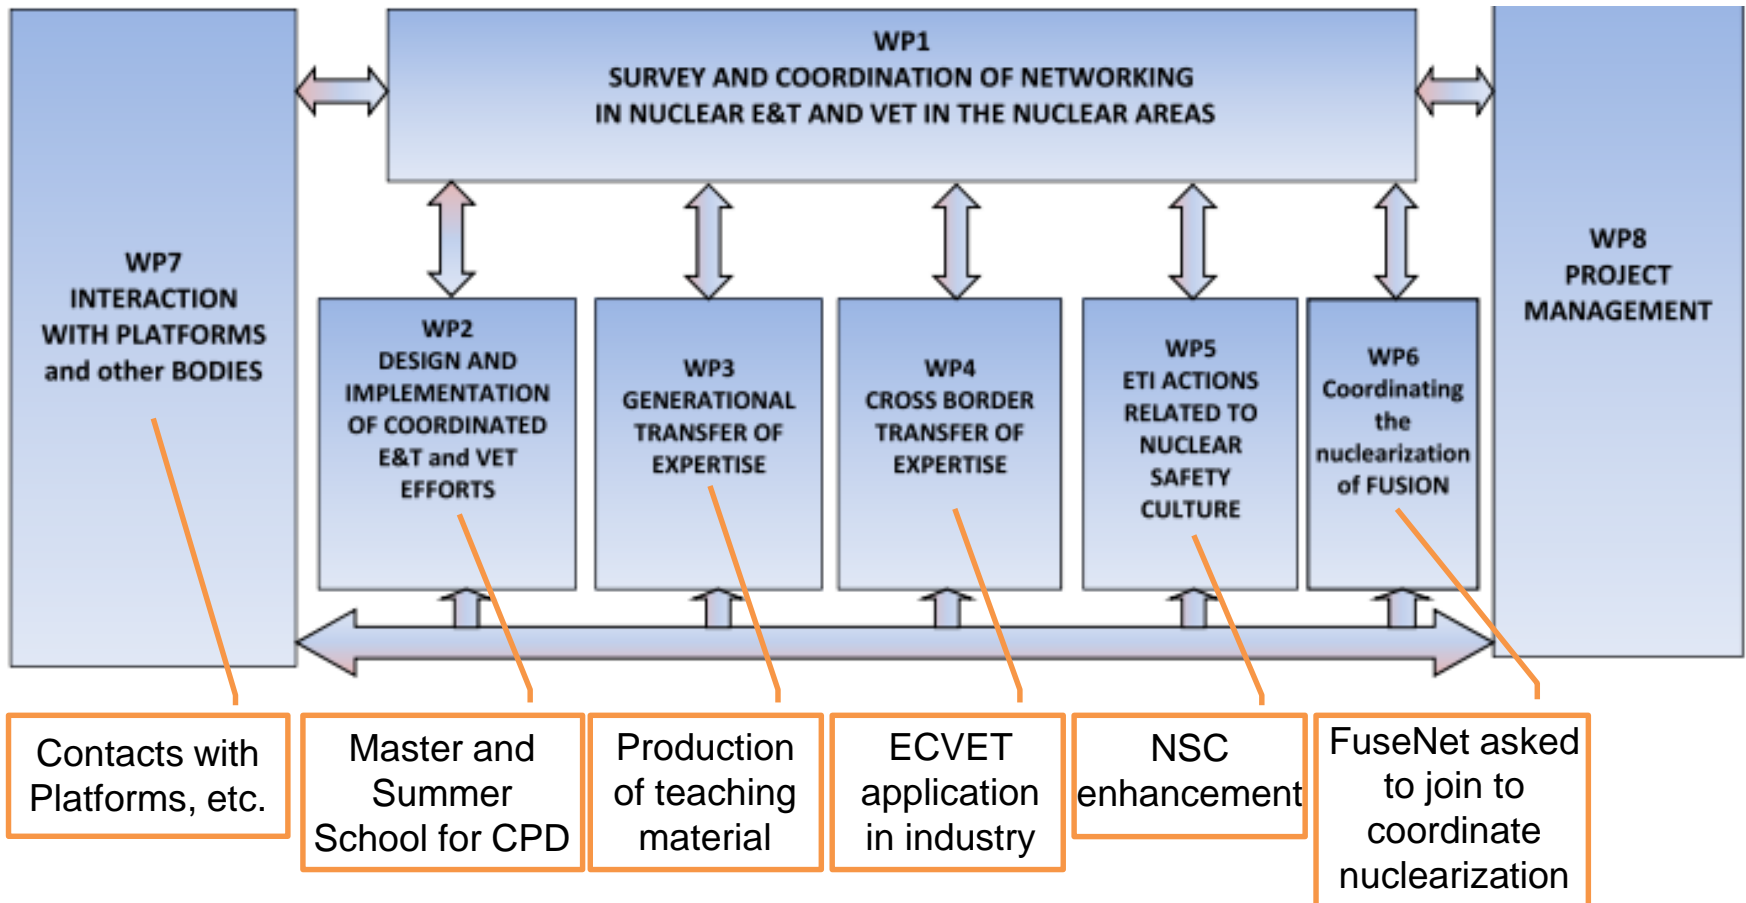 WP1
SURVEY AND COORDINATION OF NETWORKING
IN NUCLEAR E&T AND VET IN THE NUCLEAR AREAS
WP7
INTERACTION
WITH PLATFORMS
and other BODIES
WP2
DESIGN AND
IMPLEMENTATION
OF COORDINATED
E&T and VET
EFFORTS
WP3
GENERATIONAL
TRANSFER OF
EXPERTISE
WP4
CROSS BORDER
TRANSFER OF
EXPERTISE
WP5
ETI ACTIONS
RELATED TO
NUCLEAR
SAFETY
CULTURE
WP6
Coordinating
the
nuclearization
of FUSION
WP8
PROJECT
MANAGEMENT
Contacts with
Platforms, etc.
Master and
Summer
School for CPD
Production
of teaching
material
ECVET
application
in industry
NSC
enhancement
FuseNet asked
to join to
coordinate
nuclearization